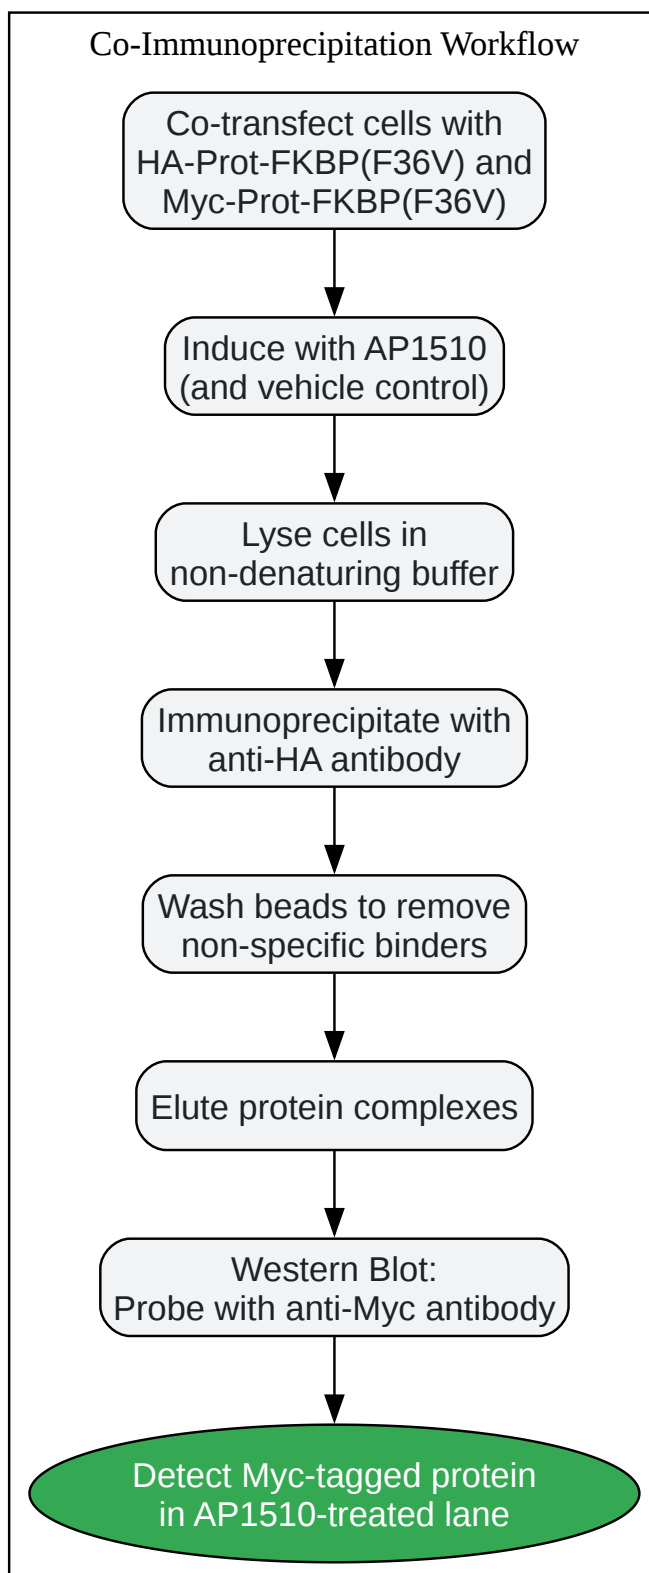 Co-Immunoprecipitation Workflow
Co-transfect cells with
HA-Prot-FKBP(F36V) and
Myc-Prot-FKBP(F36V)
Induce with AP1510
(and vehicle control)
Lyse cells in
non-denaturing buffer
Immunoprecipitate with
anti-HA antibody
Wash beads to remove
non-specific binders
Elute protein complexes
Western Blot:
Probe with anti-Myc antibody
Detect Myc-tagged protein
in AP1510-treated lane